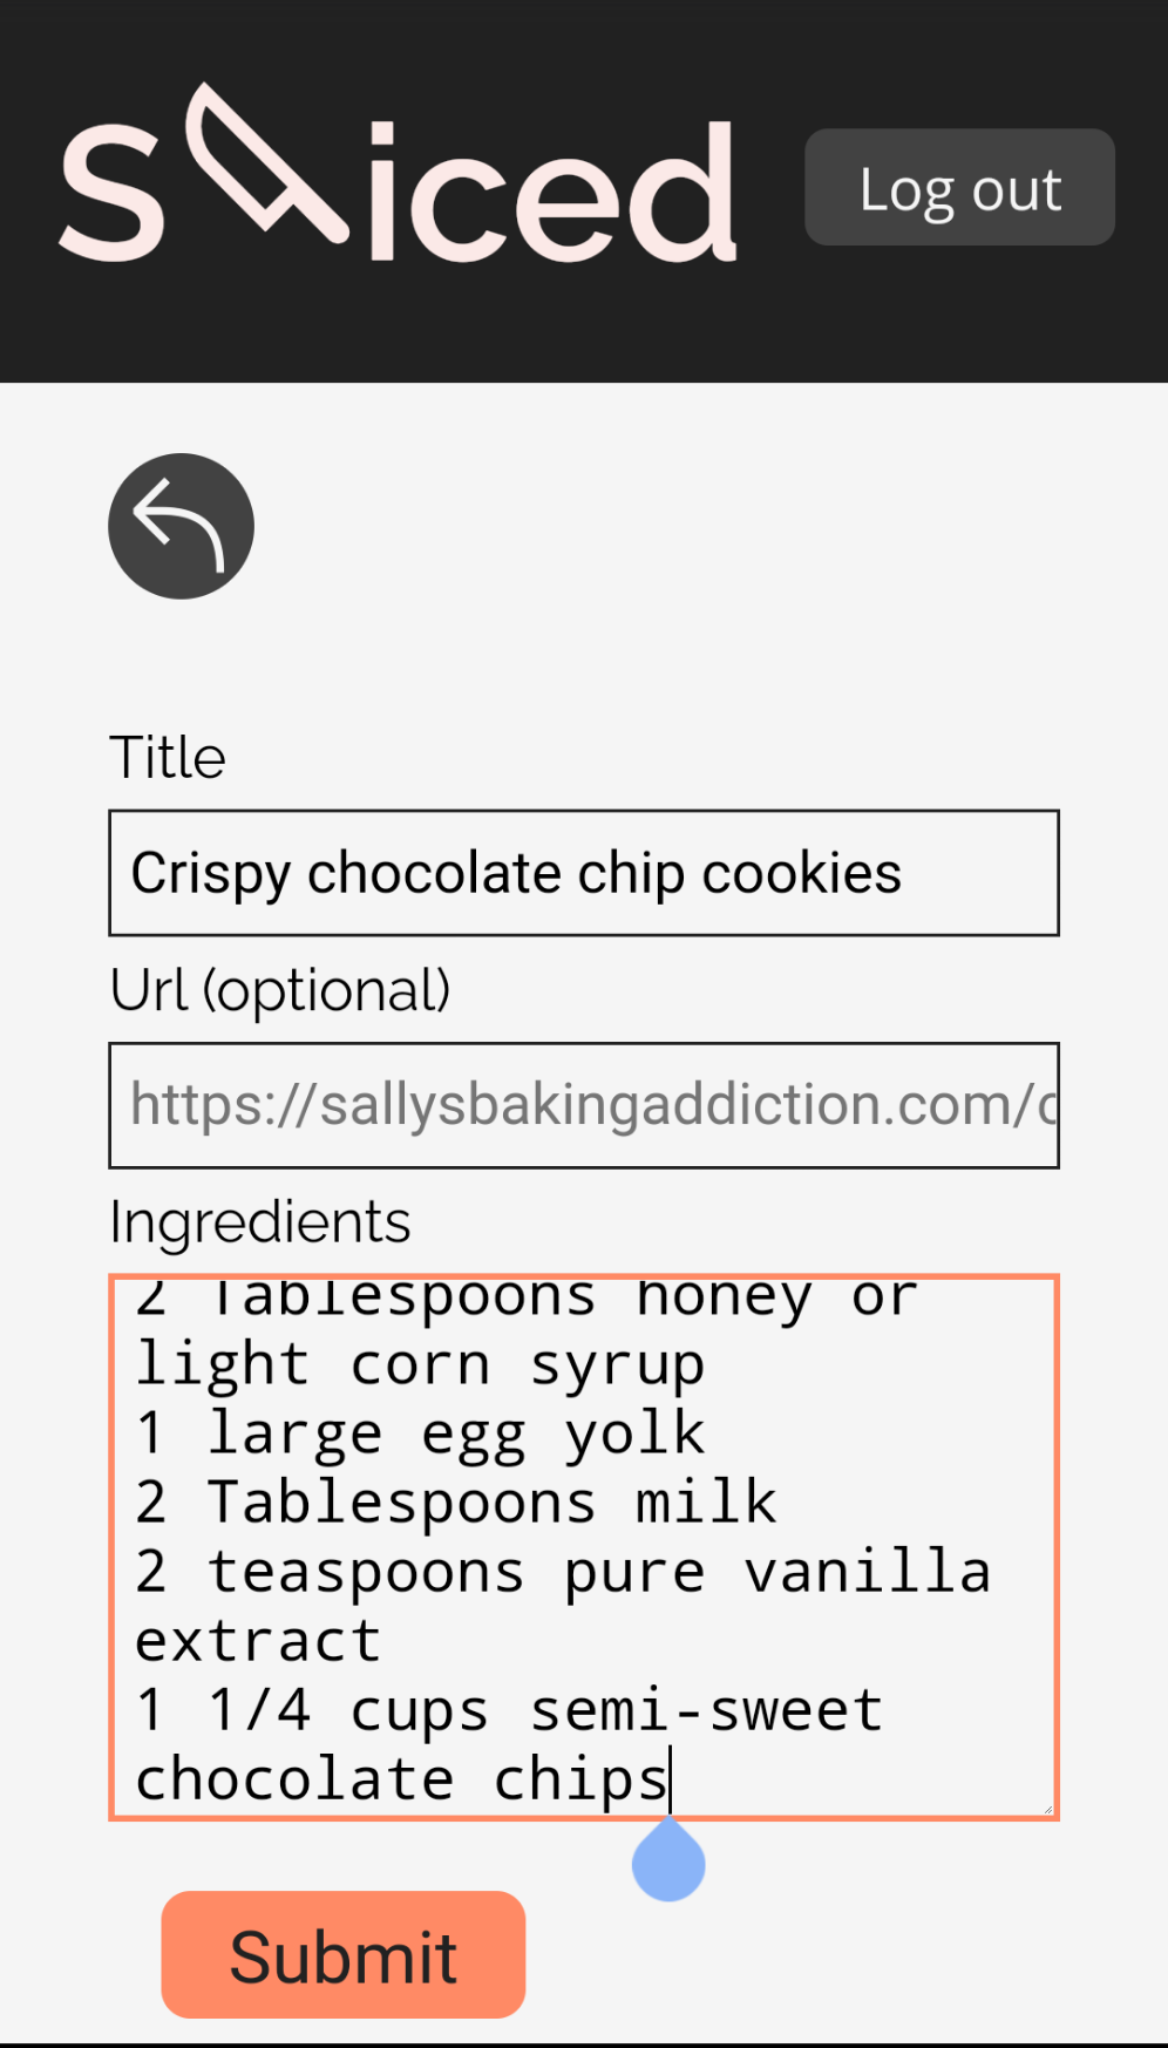 Sliced
Log out
Title
Crispy chocolate chip cookies
Url (optional)
https://sallysbakingaddiction.com/c
Ingredients
2 Tablespoons honey or
light corn syrup
1 large egg yolk
2 Tablespoons milk
2 teaspoons pure vanilla
extract
1 1/4 cups semi-sweet
chocolate chips
Submit